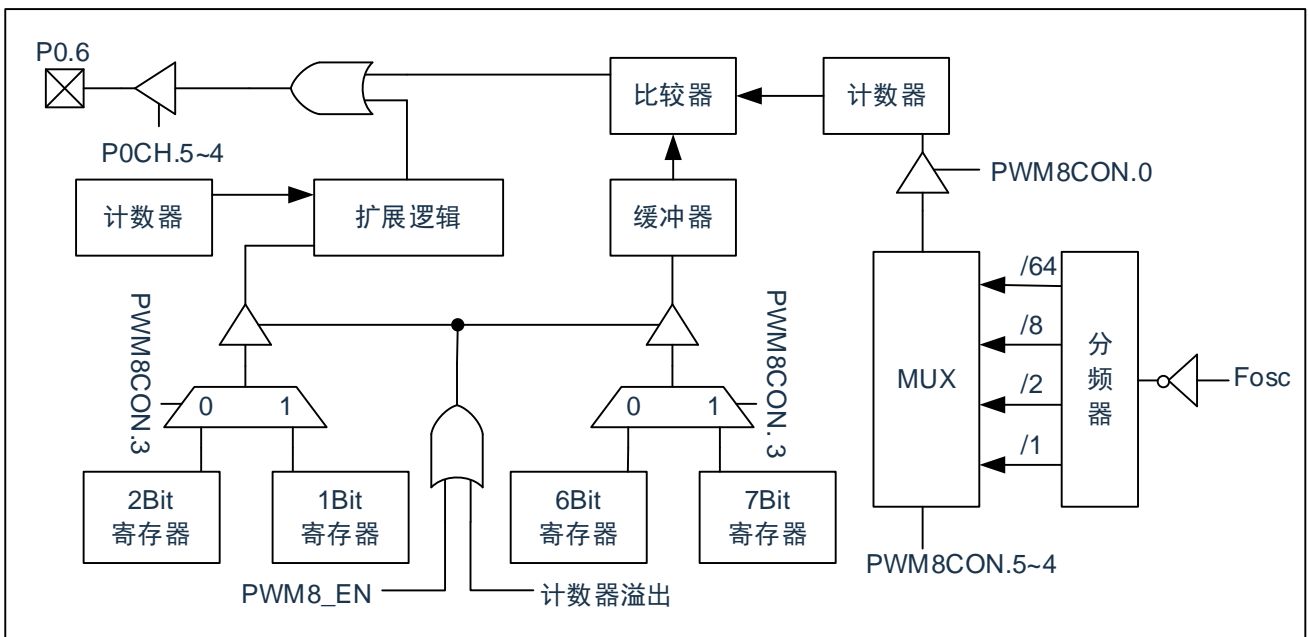 P0.6
比较器
计数器
P0CH.5~4
PWM8CON.0
计数器
扩展逻辑
缓冲器
/64
/8
/2
/1
MUX
分频器
Fosc
PWM8CON.3
0 1
PWM8CON. 3
0 1
2Bit
寄存器
1Bit
寄存器
6Bit
寄存器
7Bit
寄存器
PWM8CON.5~4
PWM8_EN
计数器溢出